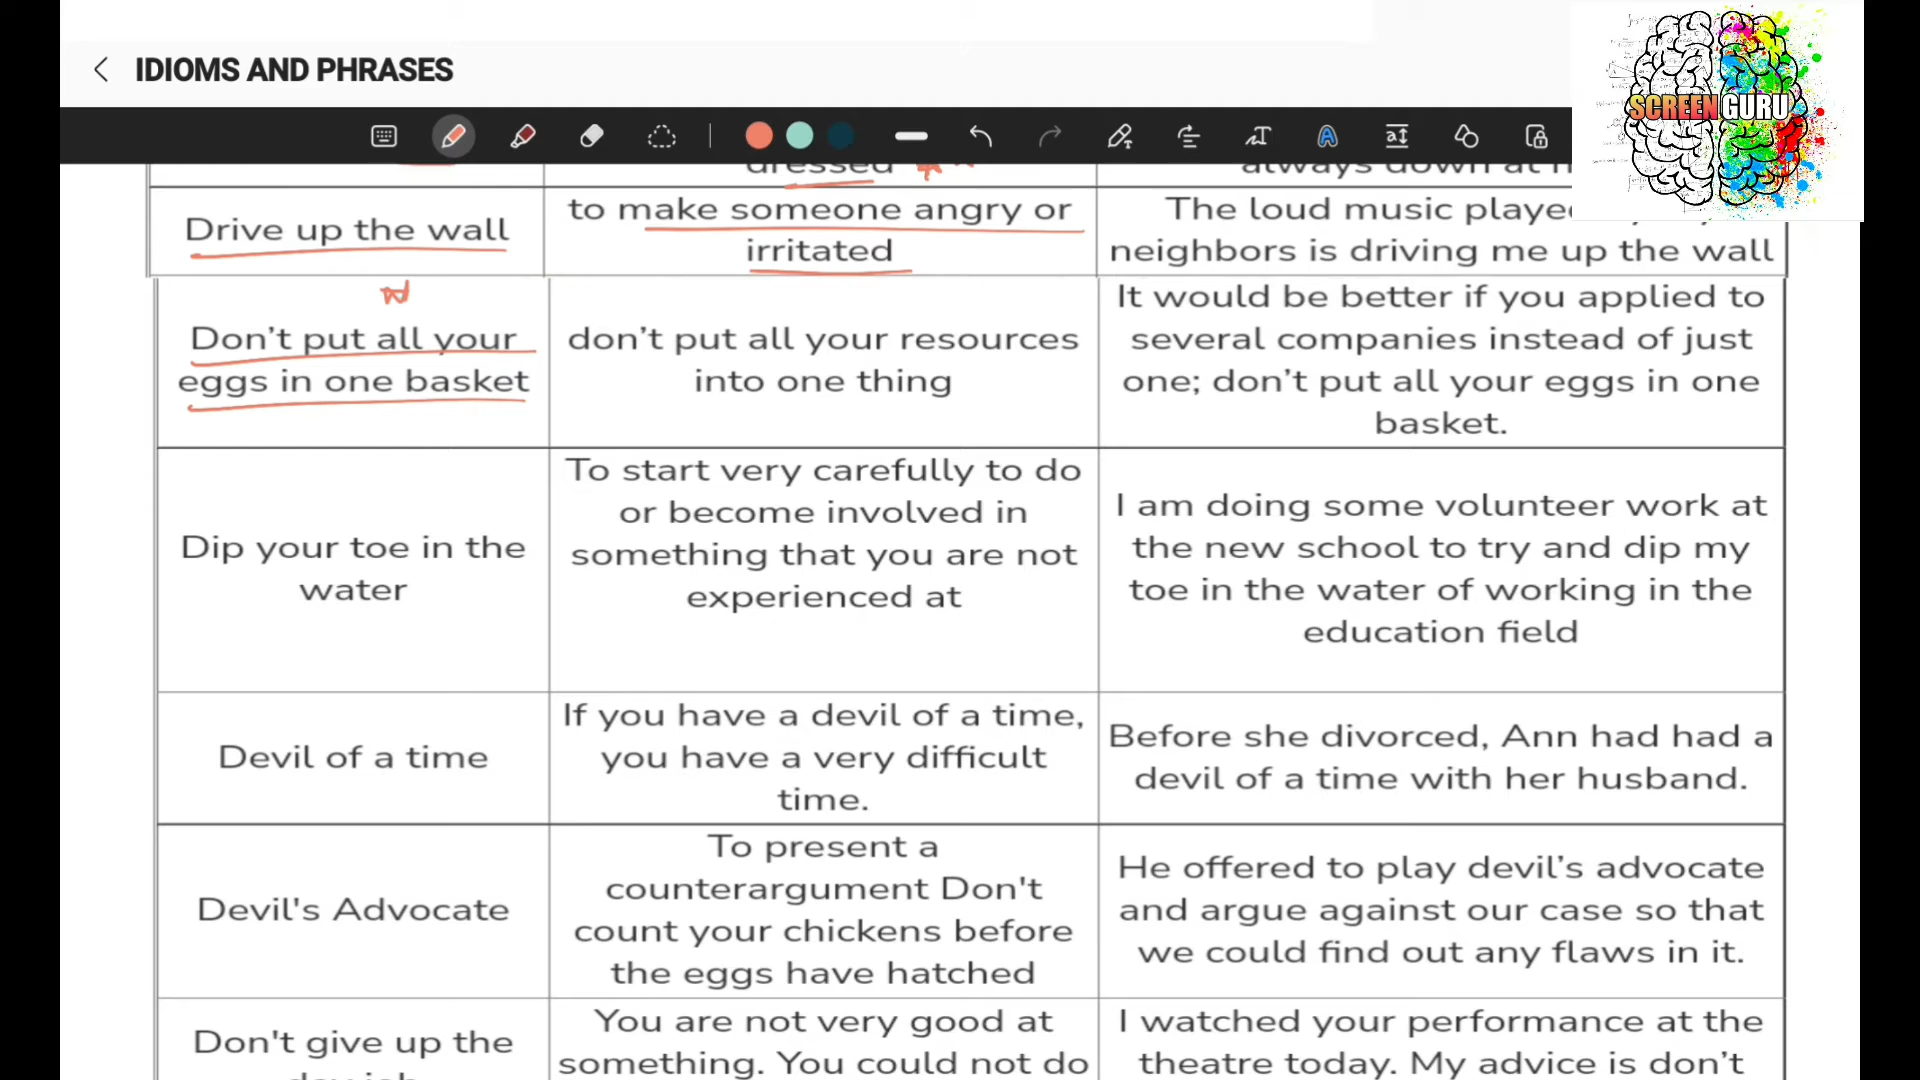 IDIOMS AND PHRASES
SCREEN GURU
dressed
always down at
Drive up the wall
to make someone angry or
irritated
The loud music played
neighbors is driving me up the wall
Don't put all your
eggs in one basket
don't put all your resources
into one thing
It would be better if you applied to
several companies instead of just
one; don't put all your eggs in one
basket.
Dip your toe in the
water
To start very carefully to do
or become involved in
something that you are not
experienced at
I am doing some volunteer work at
the new school to try and dip my
toe in the water of working in the
education field
Devil of a time
If you have a devil of a time,
you have a very difficult
time.
Before she divorced, Ann had had a
devil of a time with her husband.
Devil's Advocate
To present a
counterargument Don't
count your chickens before
the eggs have hatched
He offered to play devil's advocate
and argue against our case so that
we could find out any flaws in it.
Don't give up the
day job
You are not very good at
something. You could not do
I watched your performance at the
theatre today. My advice is don't